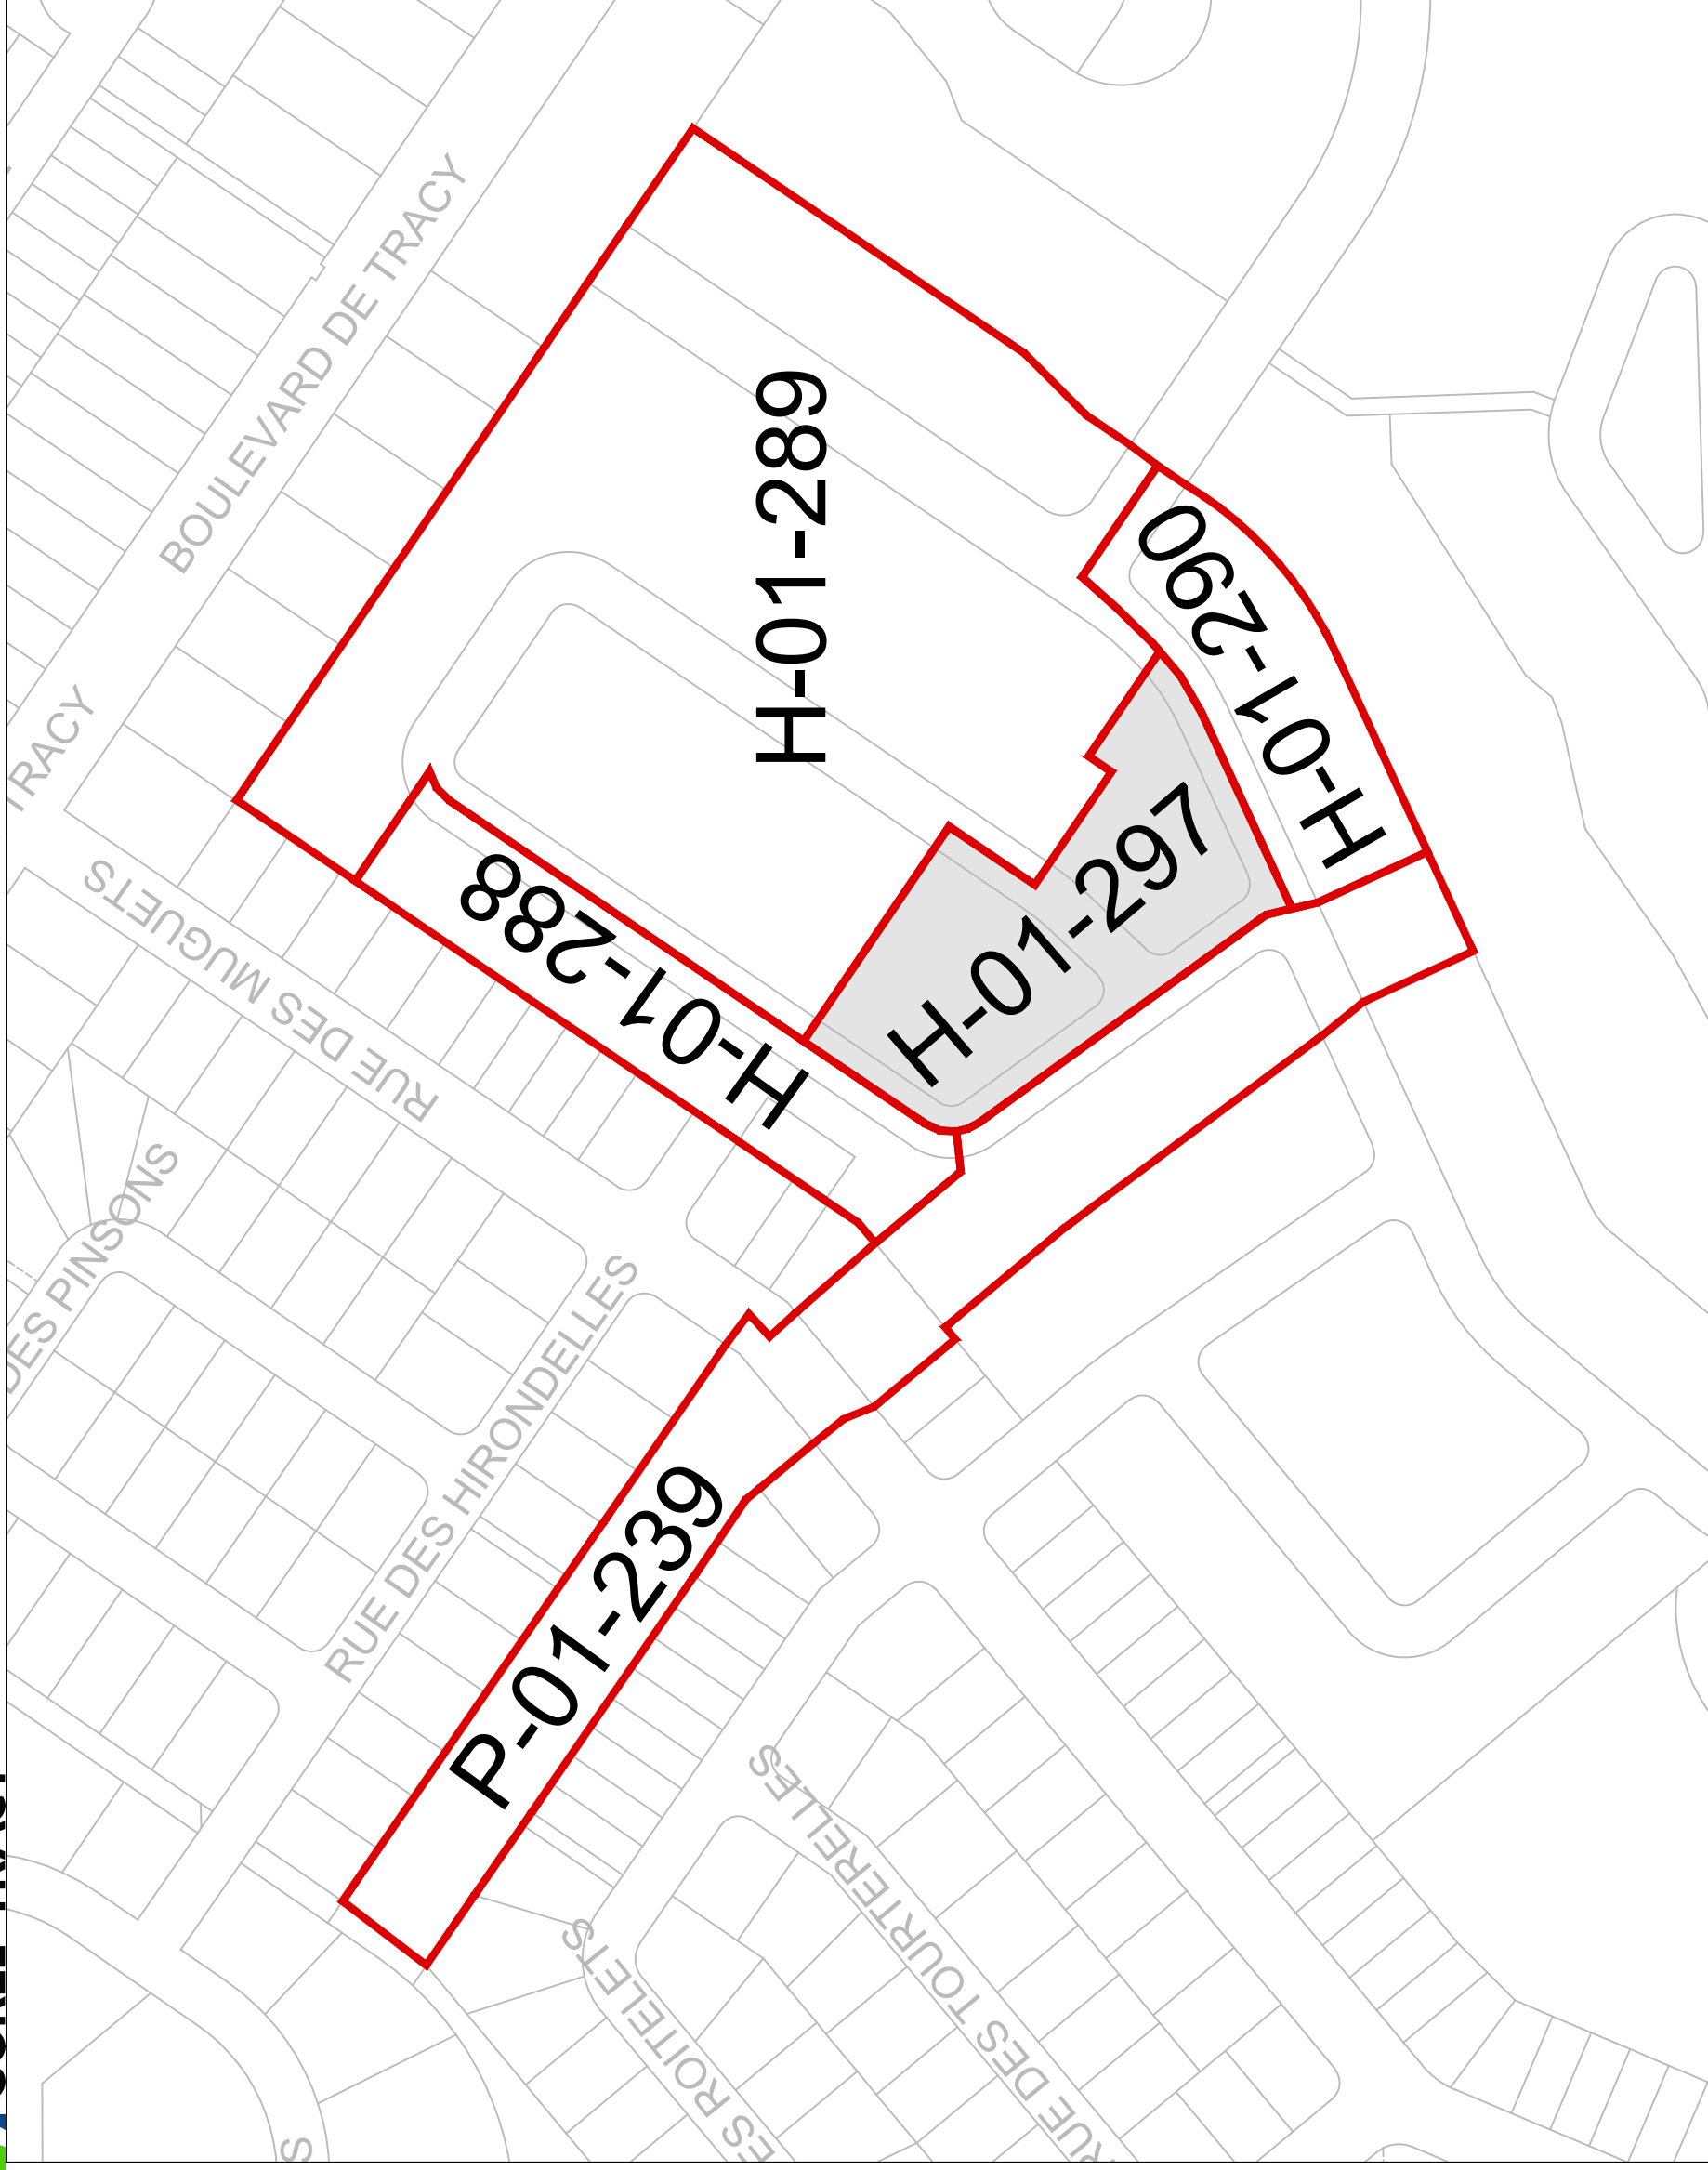 BOULEVARD DE TRACY
TRACY
H-01-289
H-01-290
H-01-297
H-01-288
RUE DES MUGUETS
DES PINSONS
RUE DES HIRONDELLES
P-01-239
RUE DES TOURTERELLES
ES ROITELETS
S